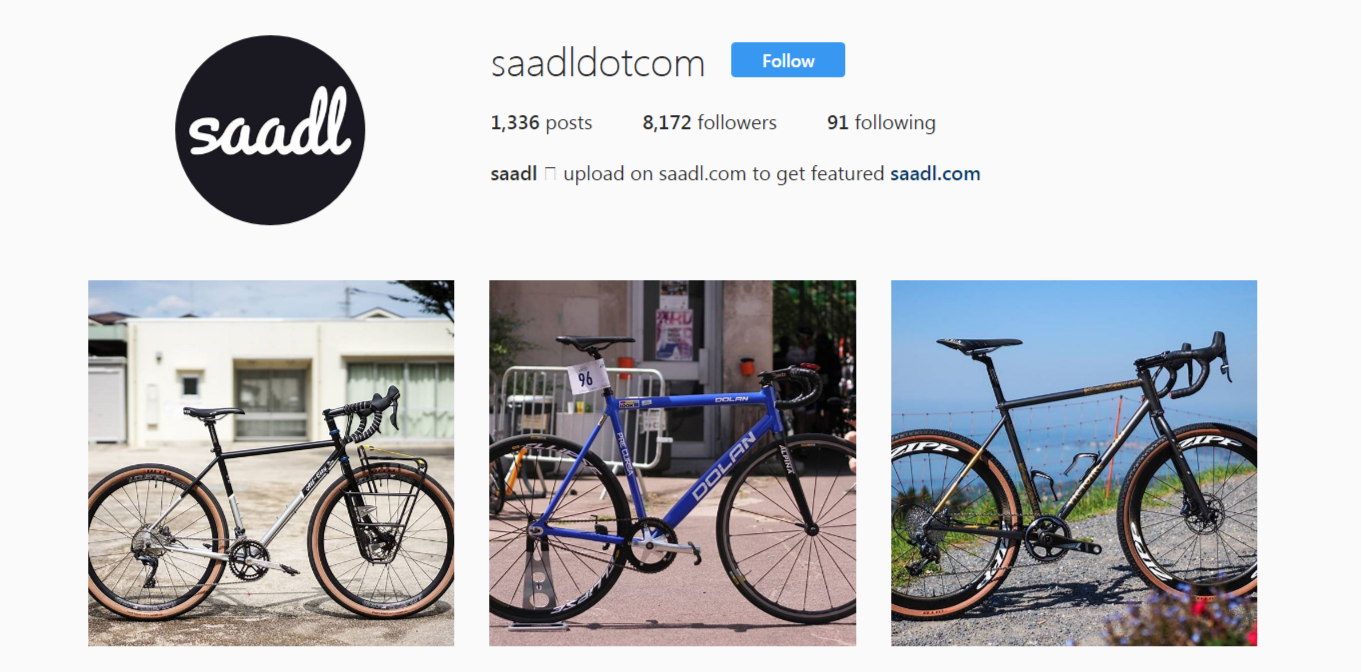 saadl
saadldotcom Follow
1,336 posts 8,172 followers 91 following
saadl upload on saadl.com to get featured saadl.com
96
DOLAN
DOLAN
PRE CURSA
ALPINA
ZIPP
ZIPP